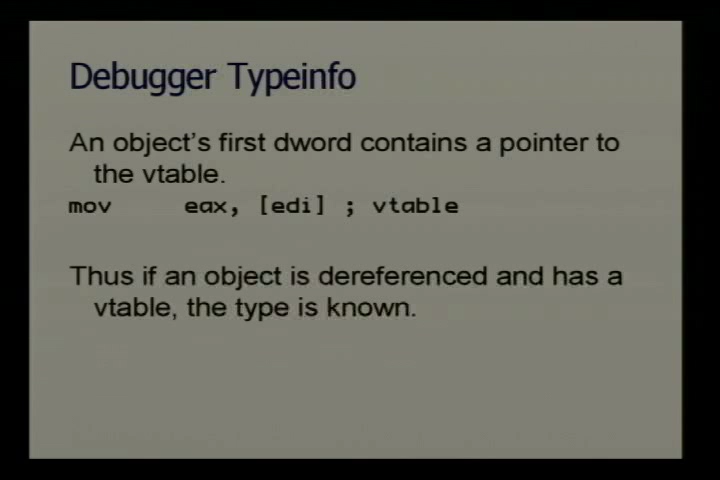 Debugger Typeinfo
An object's first dword contains a pointer to
the vtable.
mov eax, [edi] ; vtable
Thus if an object is dereferenced and has a
vtable, the type is known.